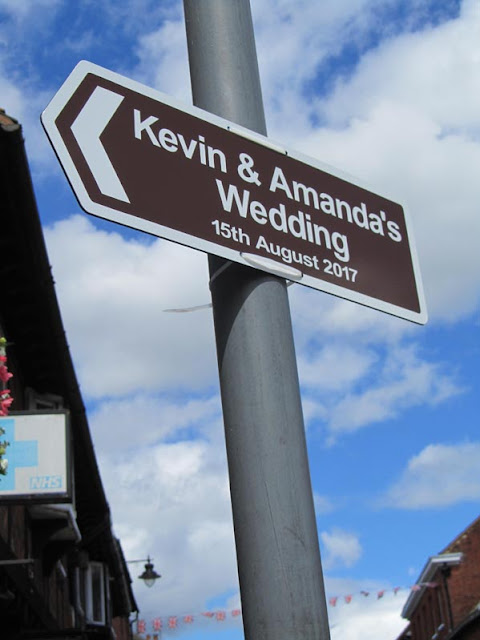 Kevin & Amanda's
Wedding
15th August 2017
NHS